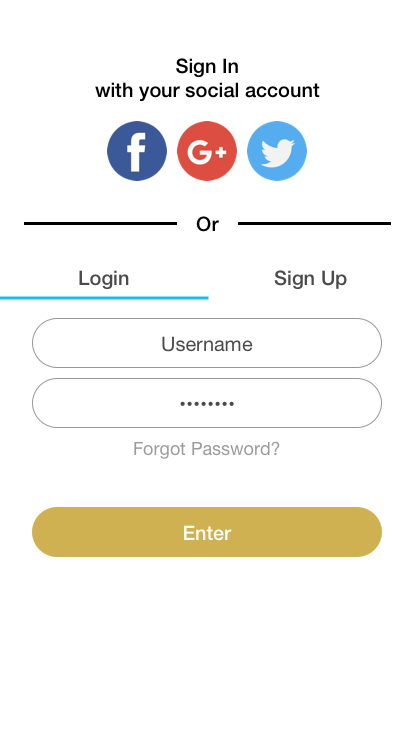 Sign In
with your social account
f G+
Or
Login Sign Up
Username
••••••••
Forgot Password?
Enter